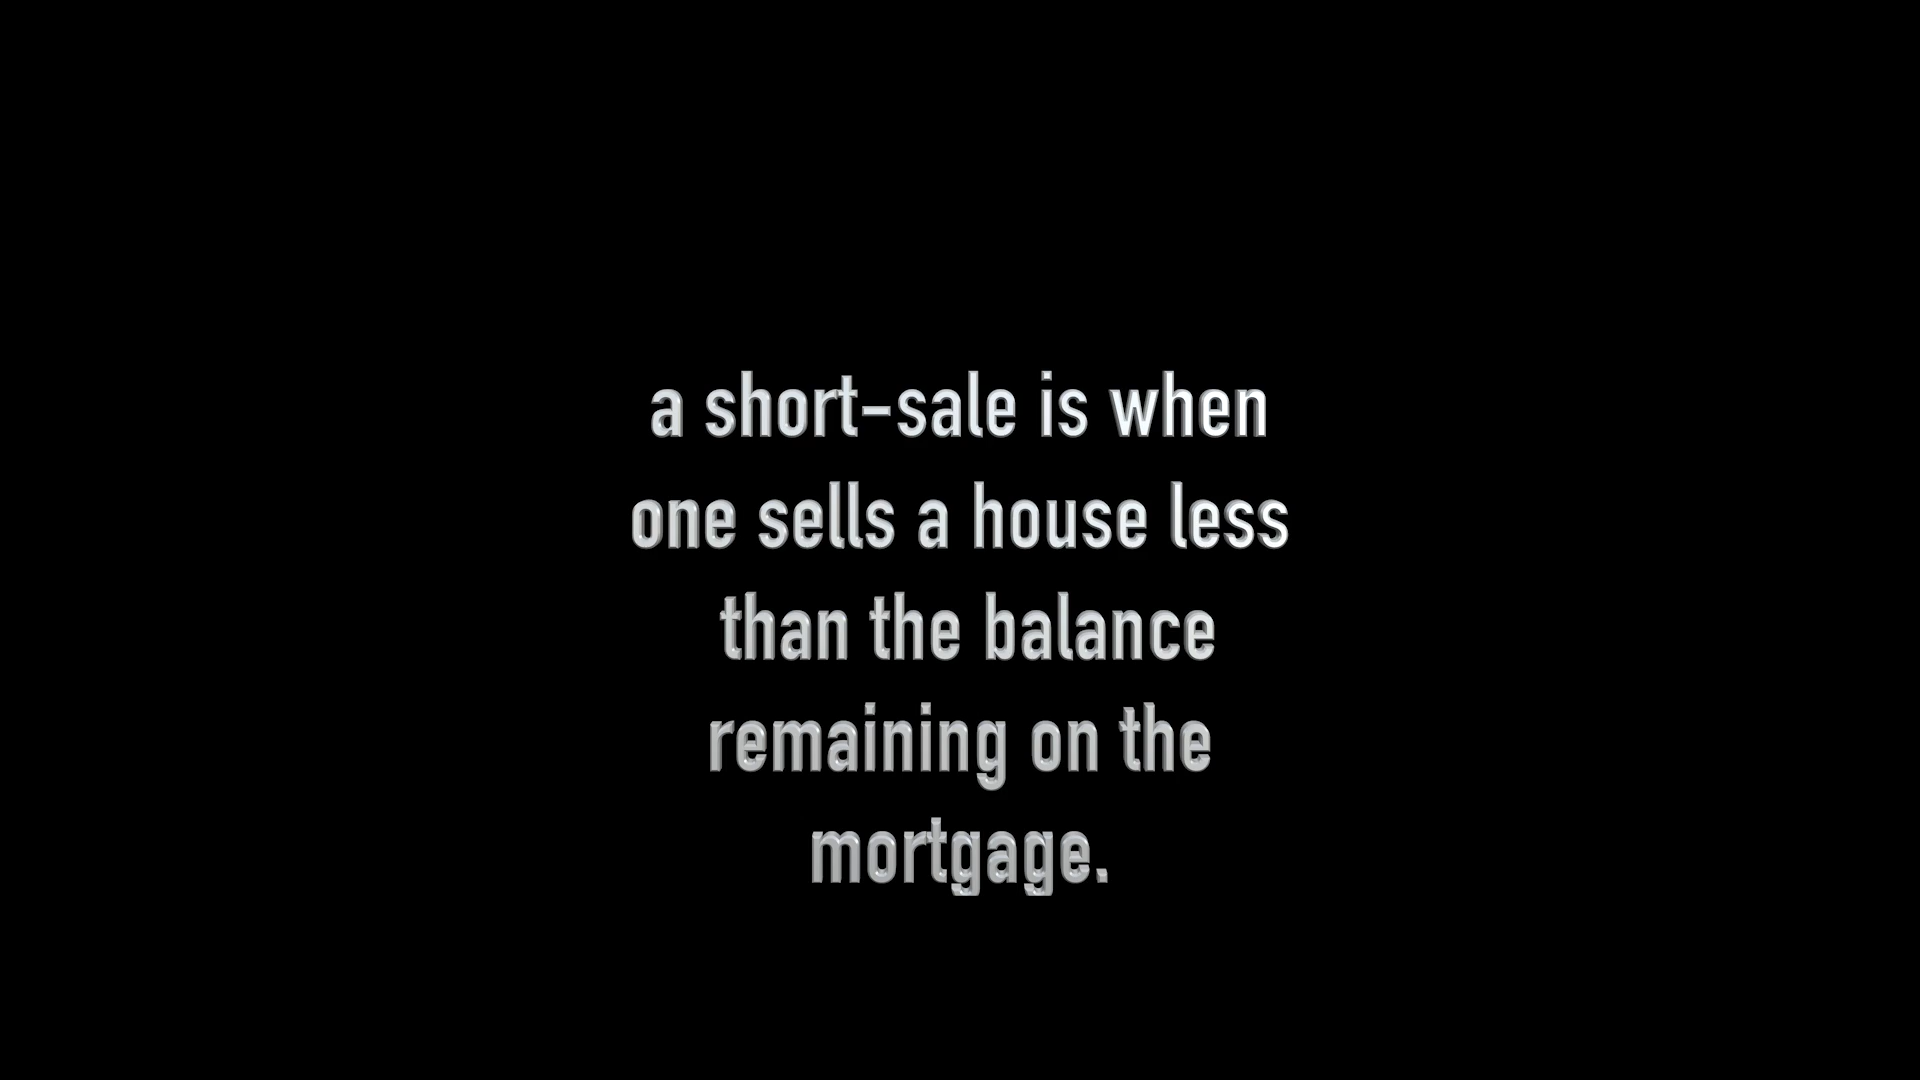 a short-sale is when
one sells a house less
than the balance
remaining on the
mortgage.